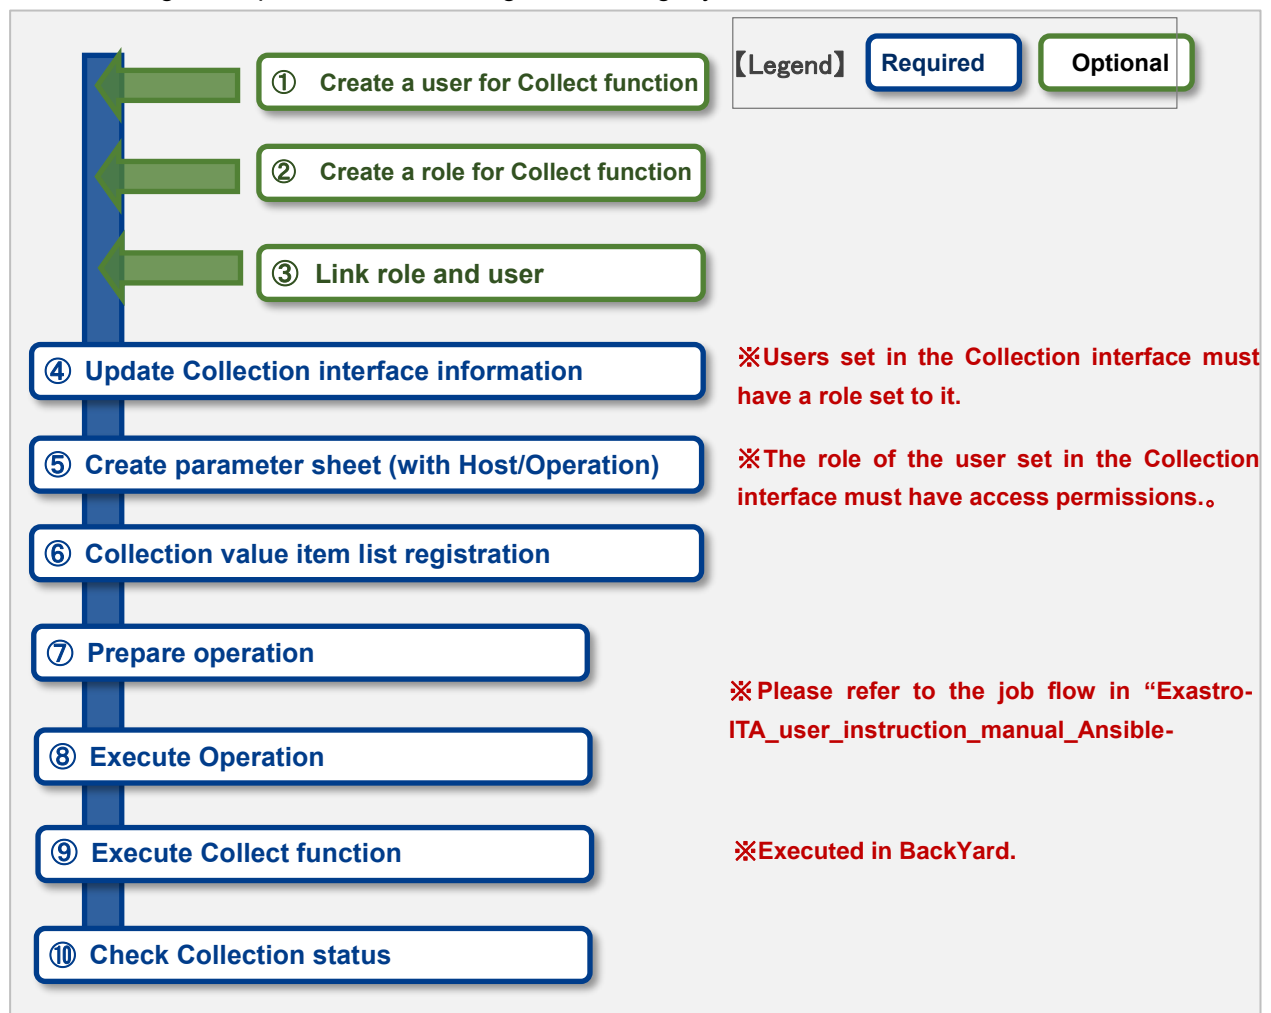 【Legend】 Required Optional
① Create a user for Collect function
② Create a role for Collect function
③ Link role and user
④ Update Collection interface information
※Users set in the Collection interface must
have a role set to it.
⑤ Create parameter sheet (with Host/Operation)
※The role of the user set in the Collection
interface must have access permissions.。
⑥ Collection value item list registration
⑦ Prepare operation
※Please refer to the job flow in “Exastro-
ITA_user_instruction_manual_Ansible-
⑧ Execute Operation
⑨ Execute Collect function
※Executed in BackYard.
⑩ Check Collection status